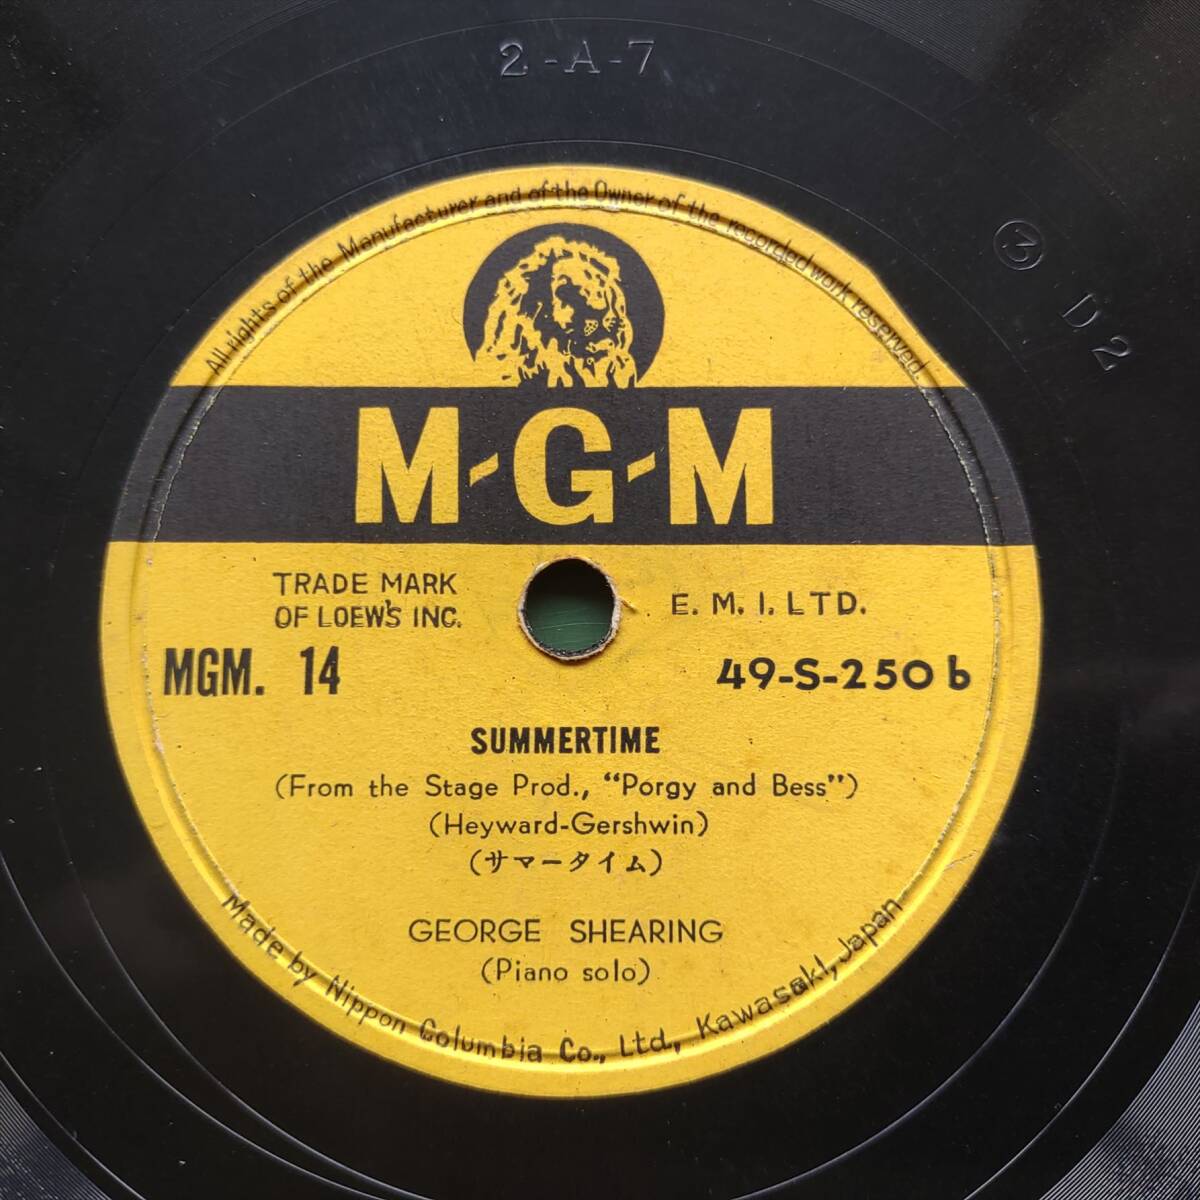 2-A-7
③ D2
All rights of the Manufacturer and of the Owner of the recorded work reserved.
M-G-M
TRADE MARK
OF LOEW'S INC.
E. M. I. LTD.
MGM. 14
49-S-250 b
SUMMERTIME
(From the Stage Prod., "Porgy and Bess")
(Heyward-Gershwin)
(サマータイム)
GEORGE SHEARING
(Piano solo)
Made by Nippon Columbia Co., Ltd., Kawasaki, Japan